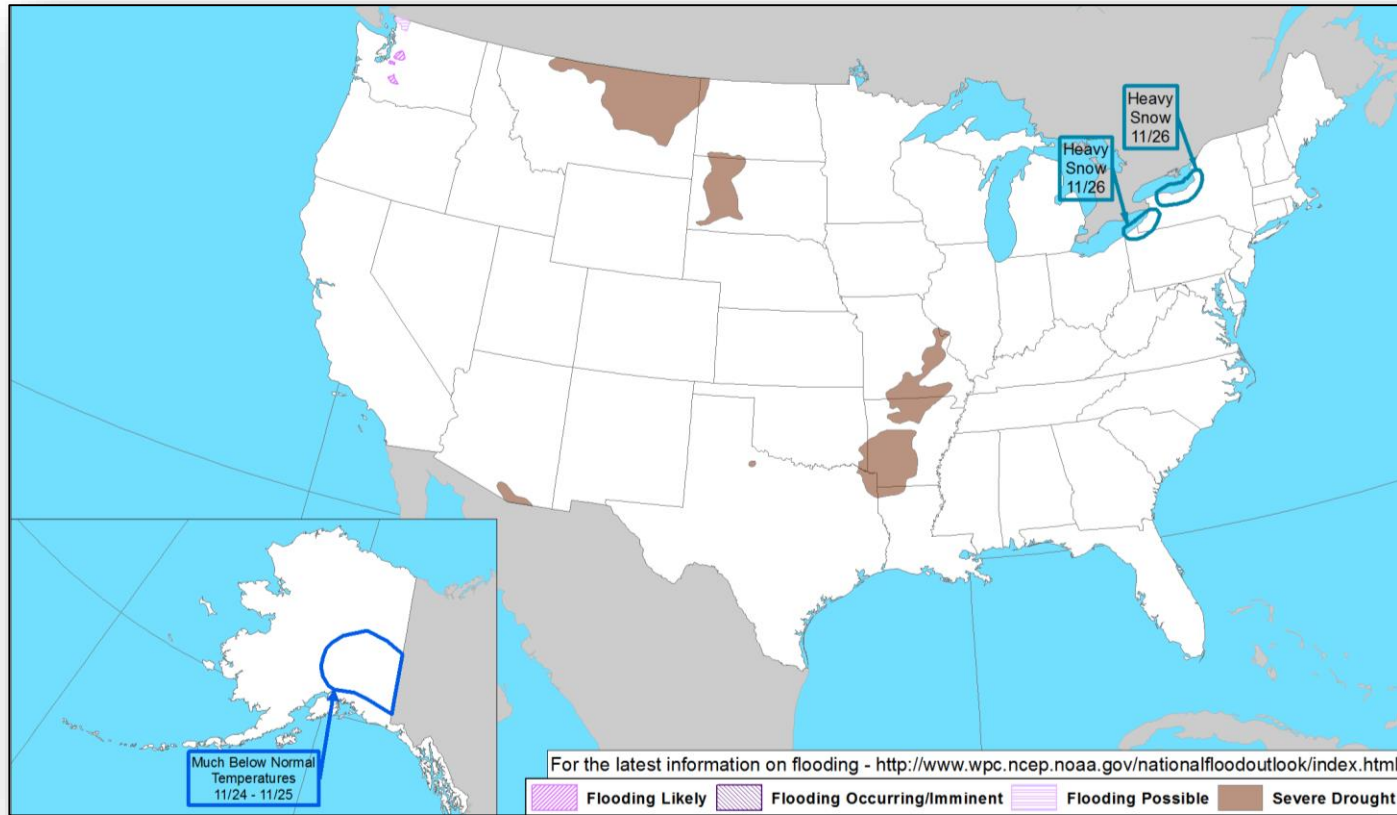 Heavy
Snow
11/26
Heavy
Snow
11/26
Much Below Normal
Temperatures
11/24 - 11/25
For the latest information on flooding - http://www.wpc.ncep.noaa.gov/nationalfloodoutlook/index.html
Flooding Likely
Flooding Occurring/Imminent
Flooding Possible
Severe Drought